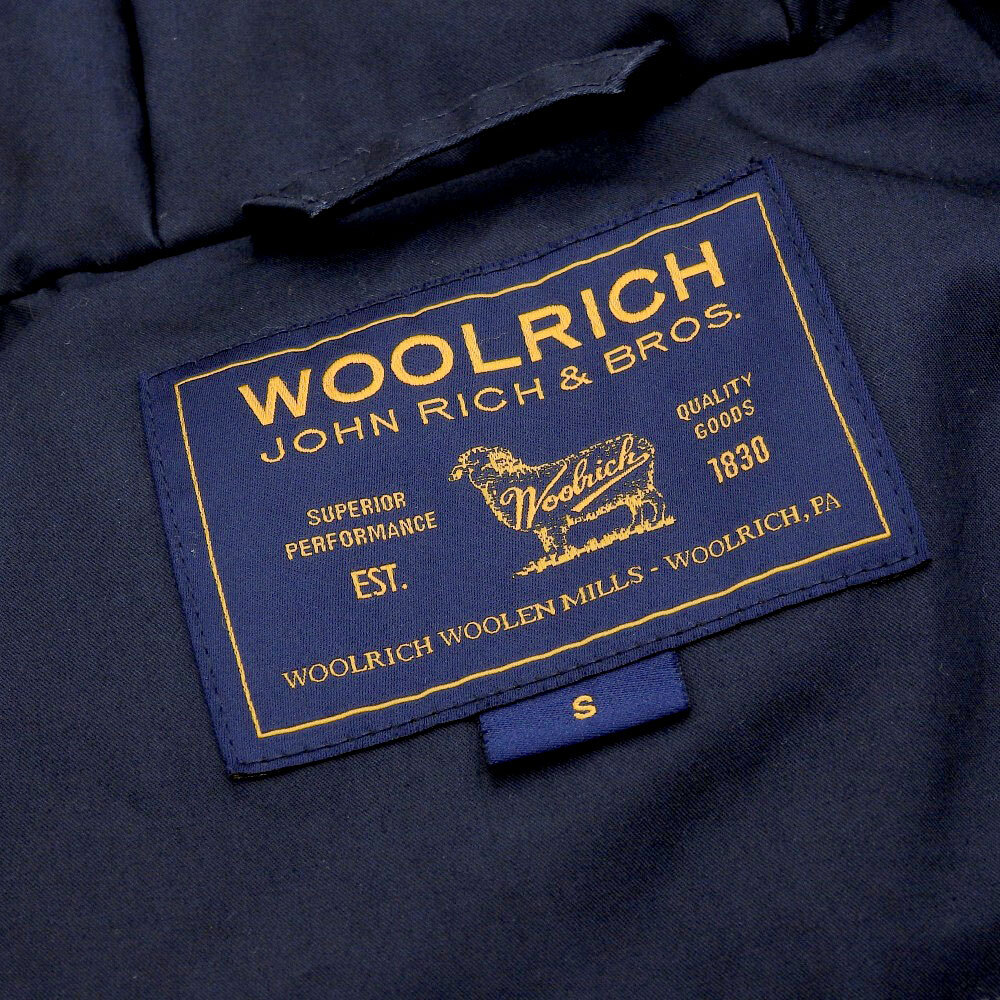 WOOLRICH
JOHN RICH & BROS.
SUPERIOR
PERFORMANCE
EST.
Woolrich
QUALITY
GOODS
1830
WOOLRICH WOOLEN MILLS - WOOLRICH, PA
S